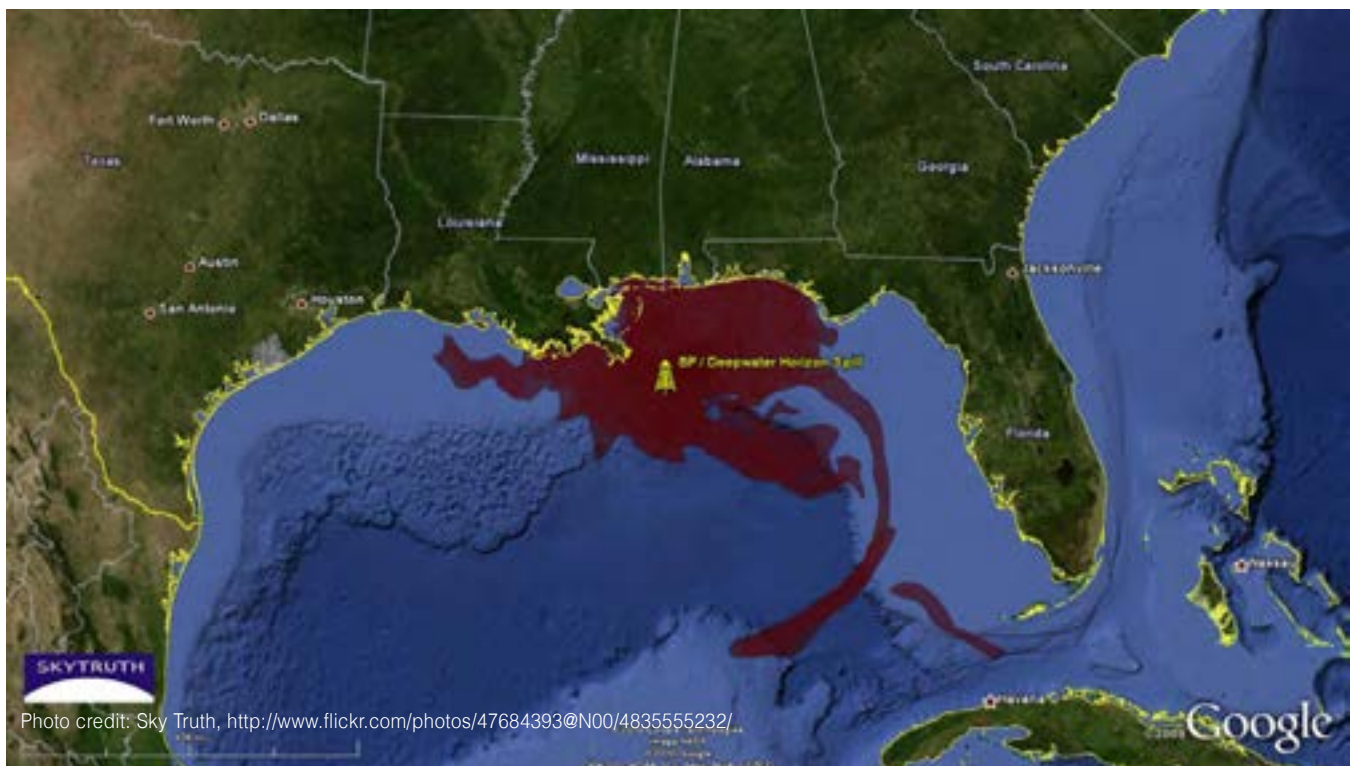 South Carolina
Fort Worth
Dallas
Texas
Mississippi
Alabama
Georgia
Louisiana
Austin
Jacksonville
San Antonio
Houston
BP / Deepwater Horizon Spill
Florida
Nassau
SKYTRUTH
Havana
Photo credit: Sky Truth, http://www.flickr.com/photos/47684393@N00/4835555232/
Google